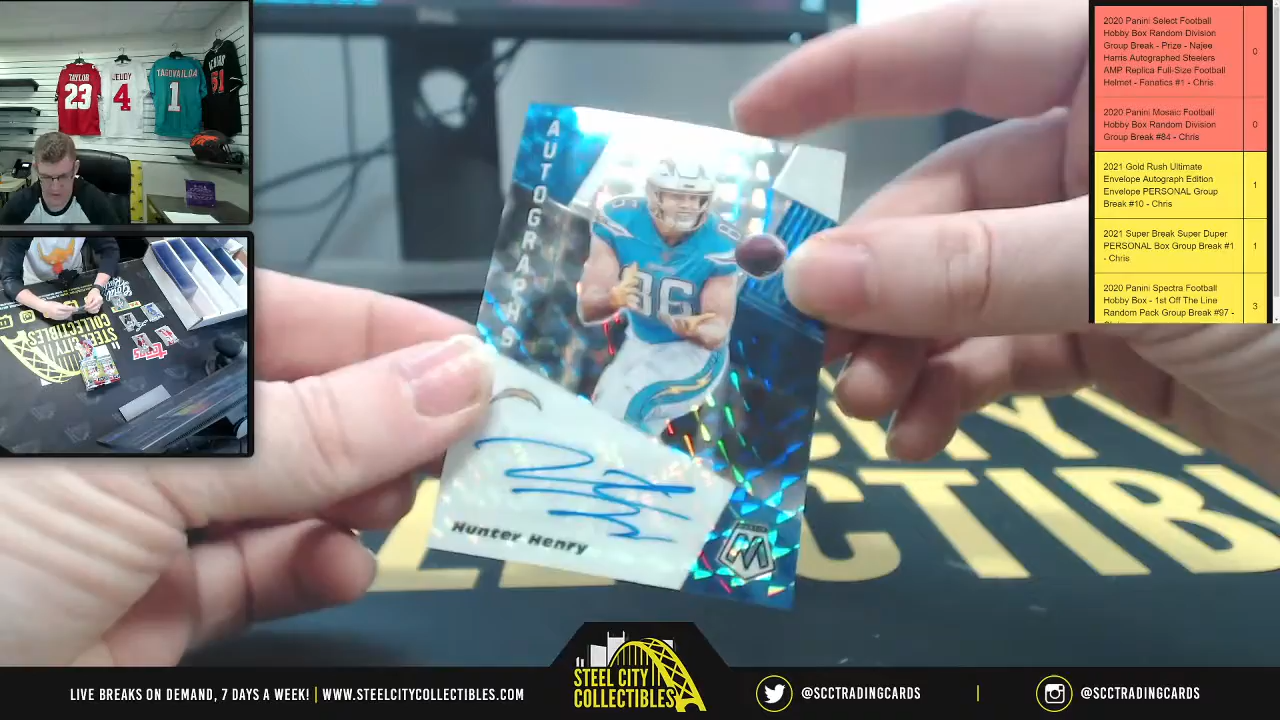 TAYLOR
23
JEUDY
4
TAGOVAILOA
1
51
2020 Panini Select Football
Hobby Box Random Division
Group Break - Prize - Najee
Harris Autographed Steelers
AMP Replica Full-Size Football
Helmet - Fanatics #1 - Chris
0
2020 Panini Mosaic Football
Hobby Box Random Division
Group Break #84 - Chris
0
2021 Gold Rush Ultimate
Envelope Autograph Edition
Envelope PERSONAL Group
Break #10 - Chris
1
2021 Super Break Super Duper
PERSONAL Box Group Break #1
- Chris
1
2020 Panini Spectra Football
Hobby Box - 1st Off The Line
Random Pack Group Break #97 -
3
AUTOGRAPHS
86
Hunter Henry
COLLECTIBLES
Topps
STEEL CITY
COLLECTIBLES
LIVE BREAKS ON DEMAND, 7 DAYS A WEEK! | WWW.STEELCITYCOLLECTIBLES.COM
@SCCTRADINGCARDS | @SCCTRADINGCARDS